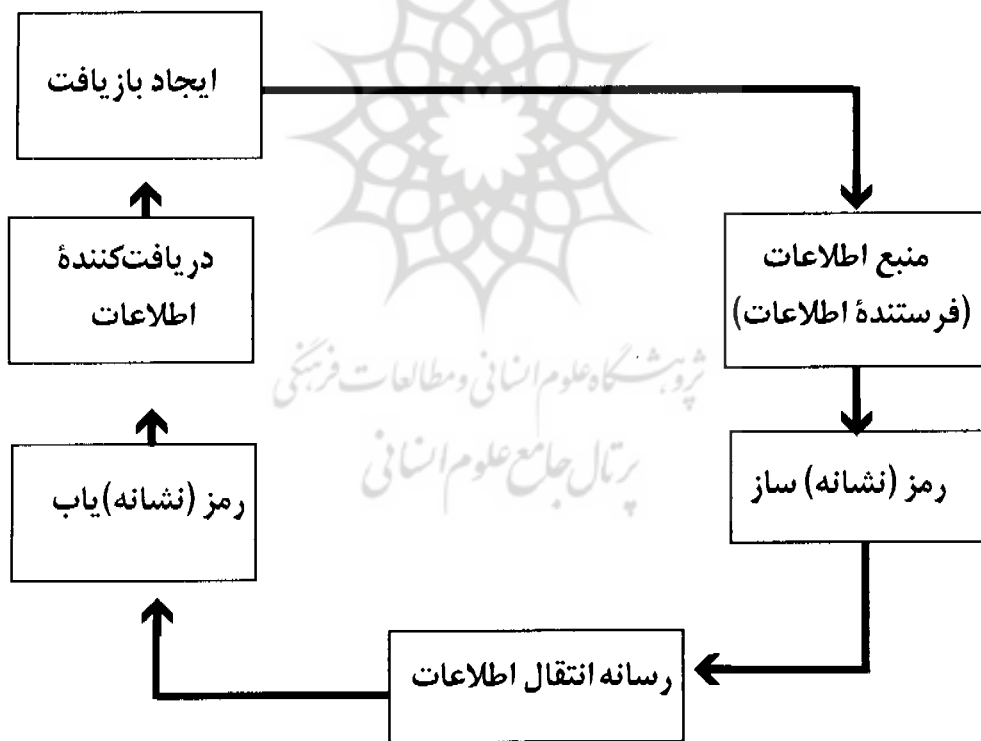 ایجاد بازیافت
دریافت‌کنندهٔ
اطلاعات
منبع اطلاعات
(فرستندهٔ اطلاعات)
پژوهشگاه علوم انسانی و مطالعات فرهنگی
پرتال جامع علوم انسانی
رمز (نشانه) یاب
رمز (نشانه) ساز
رسانه انتقال اطلاعات